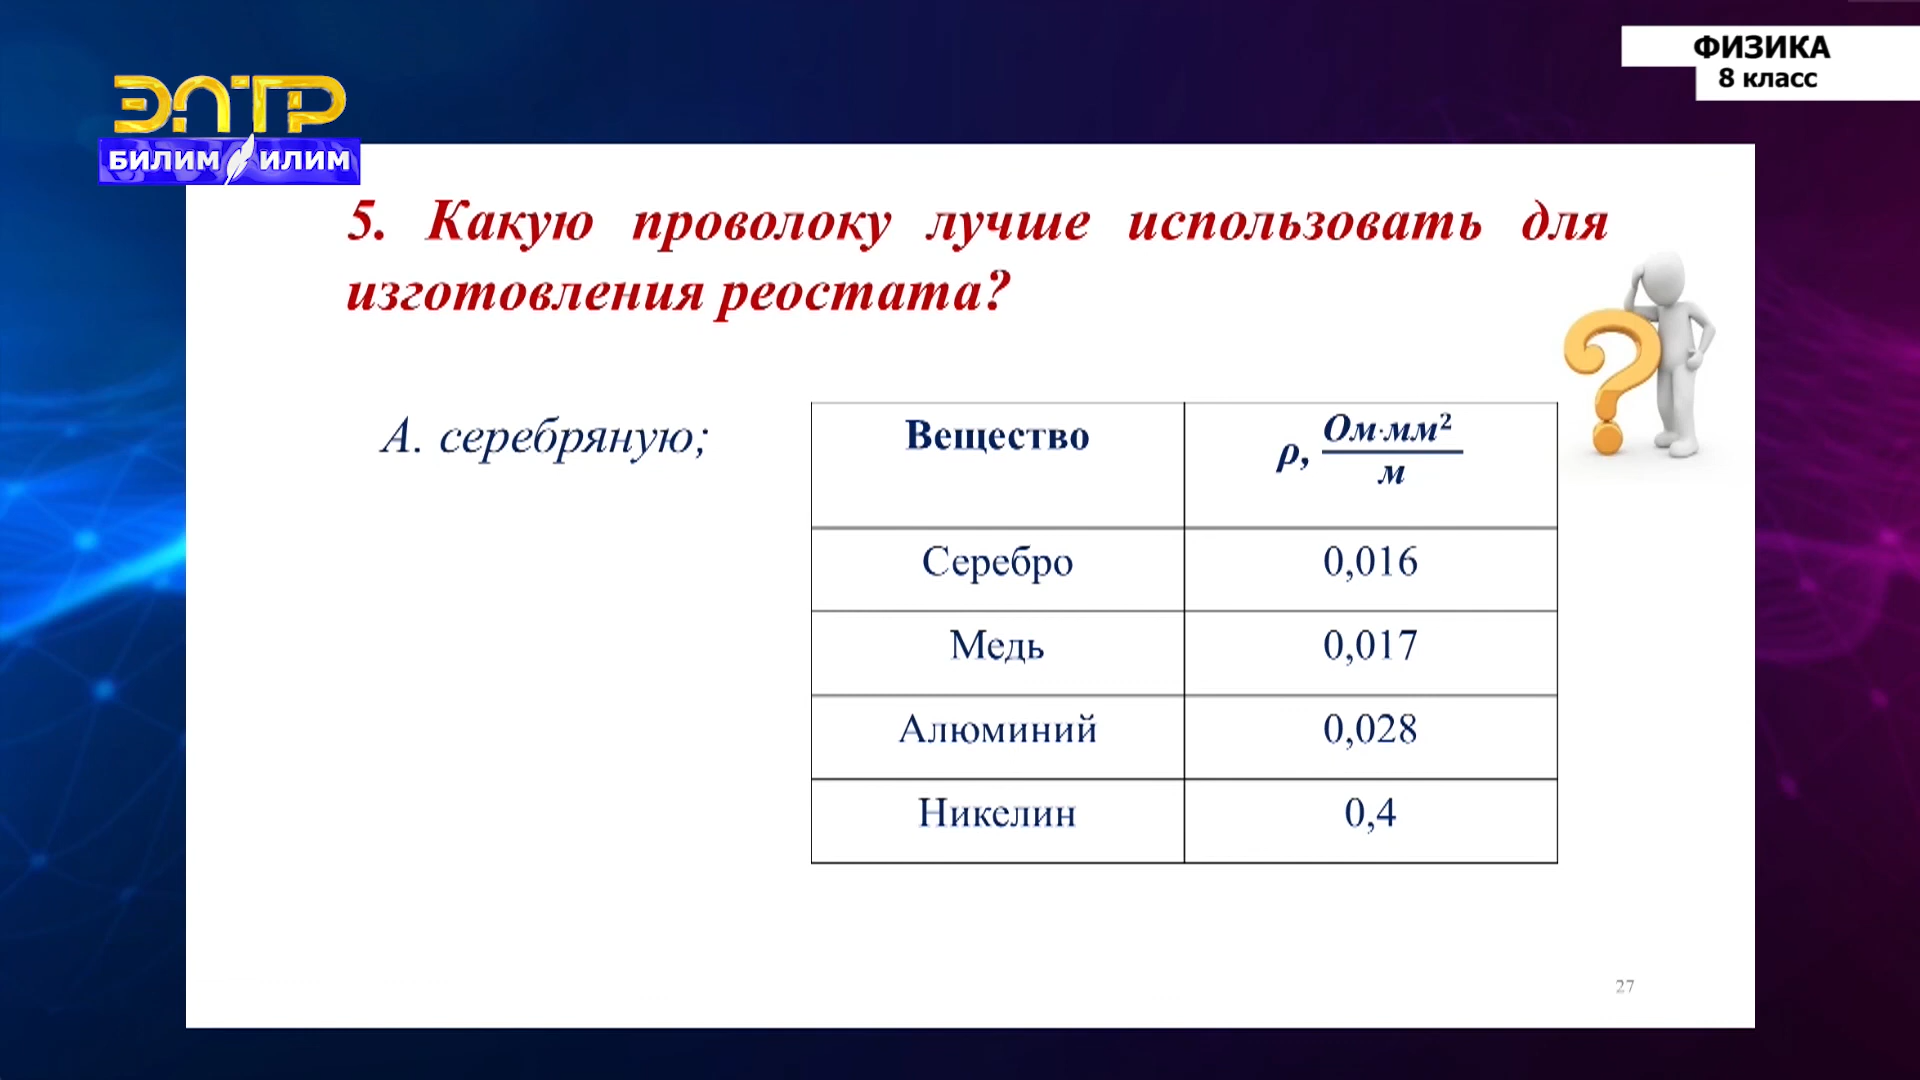 ФИЗИКА
8 класс
ЭЛТР
БИЛИМ ИЛИМ
5. Какую проволоку лучше использовать для
изготовления реостата?
А. серебряную;
Вещество ρ, Ом·мм²/м
Серебро 0,016
Медь 0,017
Алюминий 0,028
Никелин 0,4
27